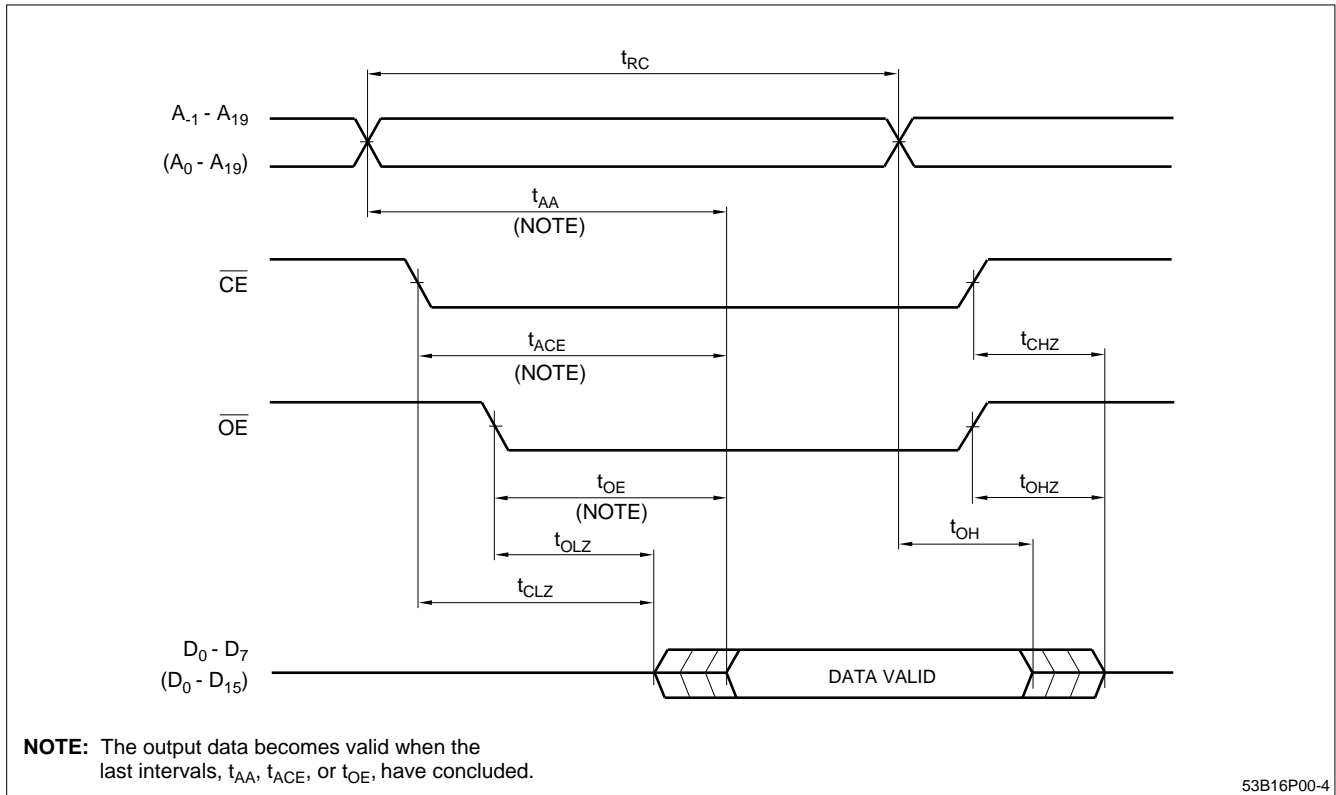 tRC
A-1 - A19
(A0 - A19)
tAA
(NOTE)
CE
tACE
(NOTE)
tCHZ
OE
tOE
(NOTE)
tOHZ
tOH
tOLZ
tCLZ
D0 - D7
(D0 - D15)
DATA VALID
NOTE: The output data becomes valid when the
last intervals, tAA, tACE, or tOE, have concluded.
53B16P00-4